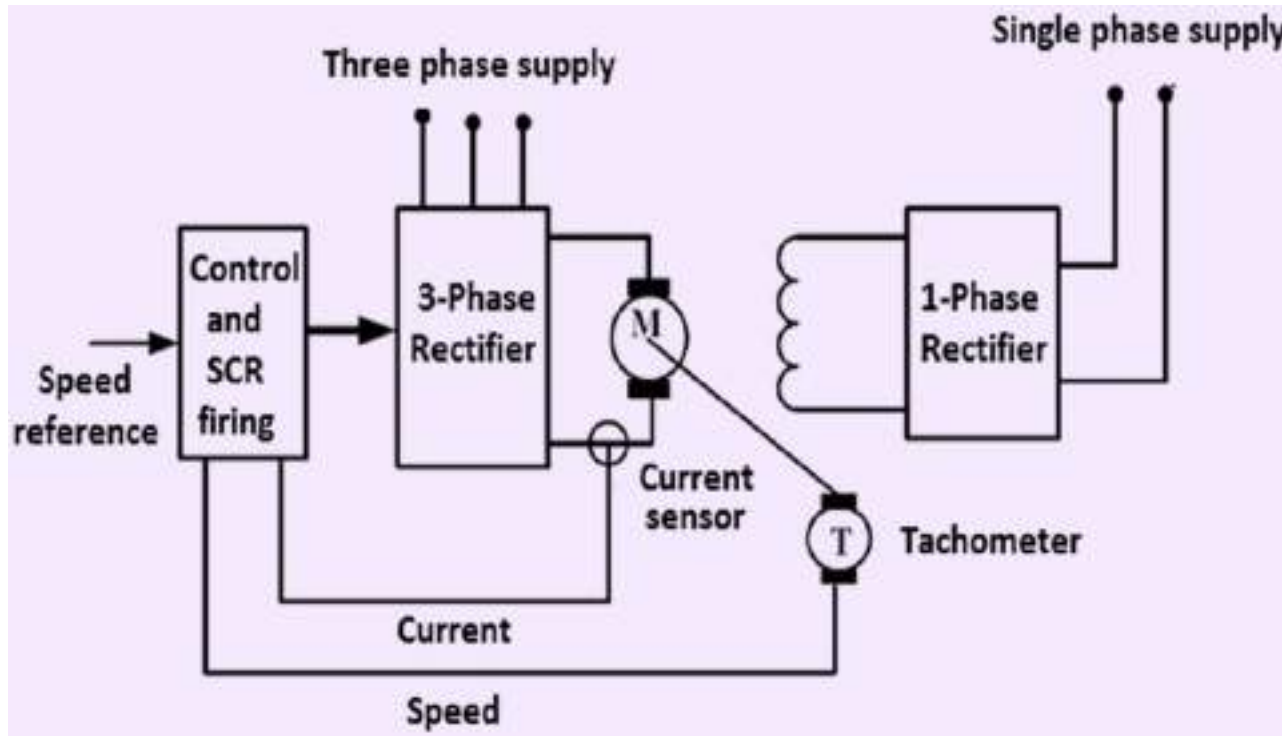 Single phase supply
Three phase supply
Control
and
SCR
firing
3-Phase
Rectifier
M
1-Phase
Rectifier
Speed
reference
Current
sensor
T
Tachometer
Current
Speed